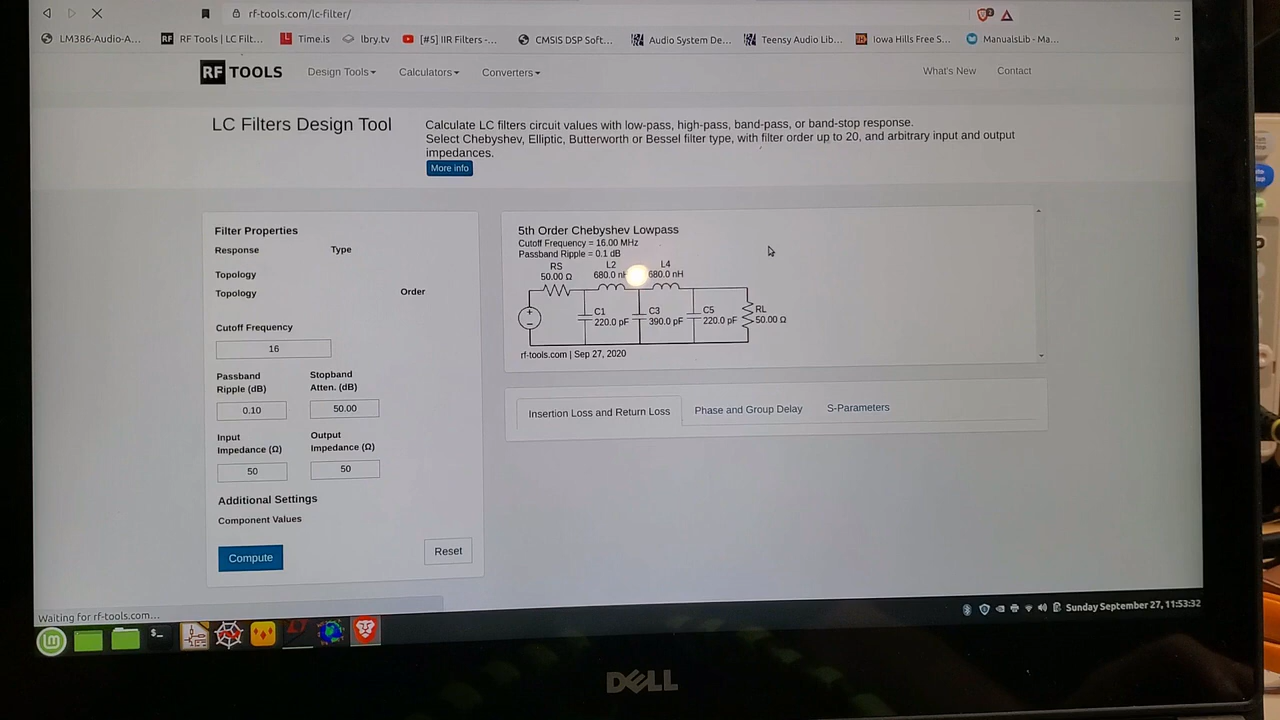 rf-tools.com/lc-filter/
LM386-Audio-A... RF RF Tools | LC Filt... Time.is lbry.tv [#5] IIR Filters -... CMSIS DSP Soft... Audio System De... Teensy Audio Lib... Iowa Hills Free S... ManualsLib - Ma... »
RF TOOLS Design Tools Calculators Converters What's New Contact
LC Filters Design Tool
Calculate LC filters circuit values with low-pass, high-pass, band-pass, or band-stop response.
Select Chebyshev, Elliptic, Butterworth or Bessel filter type, with filter order up to 20, and arbitrary input and output
impedances.
More info
Filter Properties
Response Type
Topology
Topology Order
Cutoff Frequency
16
Passband Ripple (dB) Stopband Atten. (dB)
0.10 50.00
Input Impedance (Ω) Output Impedance (Ω)
50 50
Additional Settings
Component Values
Compute Reset
5th Order Chebyshev Lowpass
Cutoff Frequency = 16.00 MHz
Passband Ripple = 0.1 dB
RS L2 L4
50.00 Ω 680.0 nH 680.0 nH
C1 C3 C5 RL
220.0 pF 390.0 pF 220.0 pF 50.00 Ω
rf-tools.com | Sep 27, 2020
Insertion Loss and Return Loss Phase and Group Delay S-Parameters
Waiting for rf-tools.com...
Sunday September 27, 11:53:32
DELL